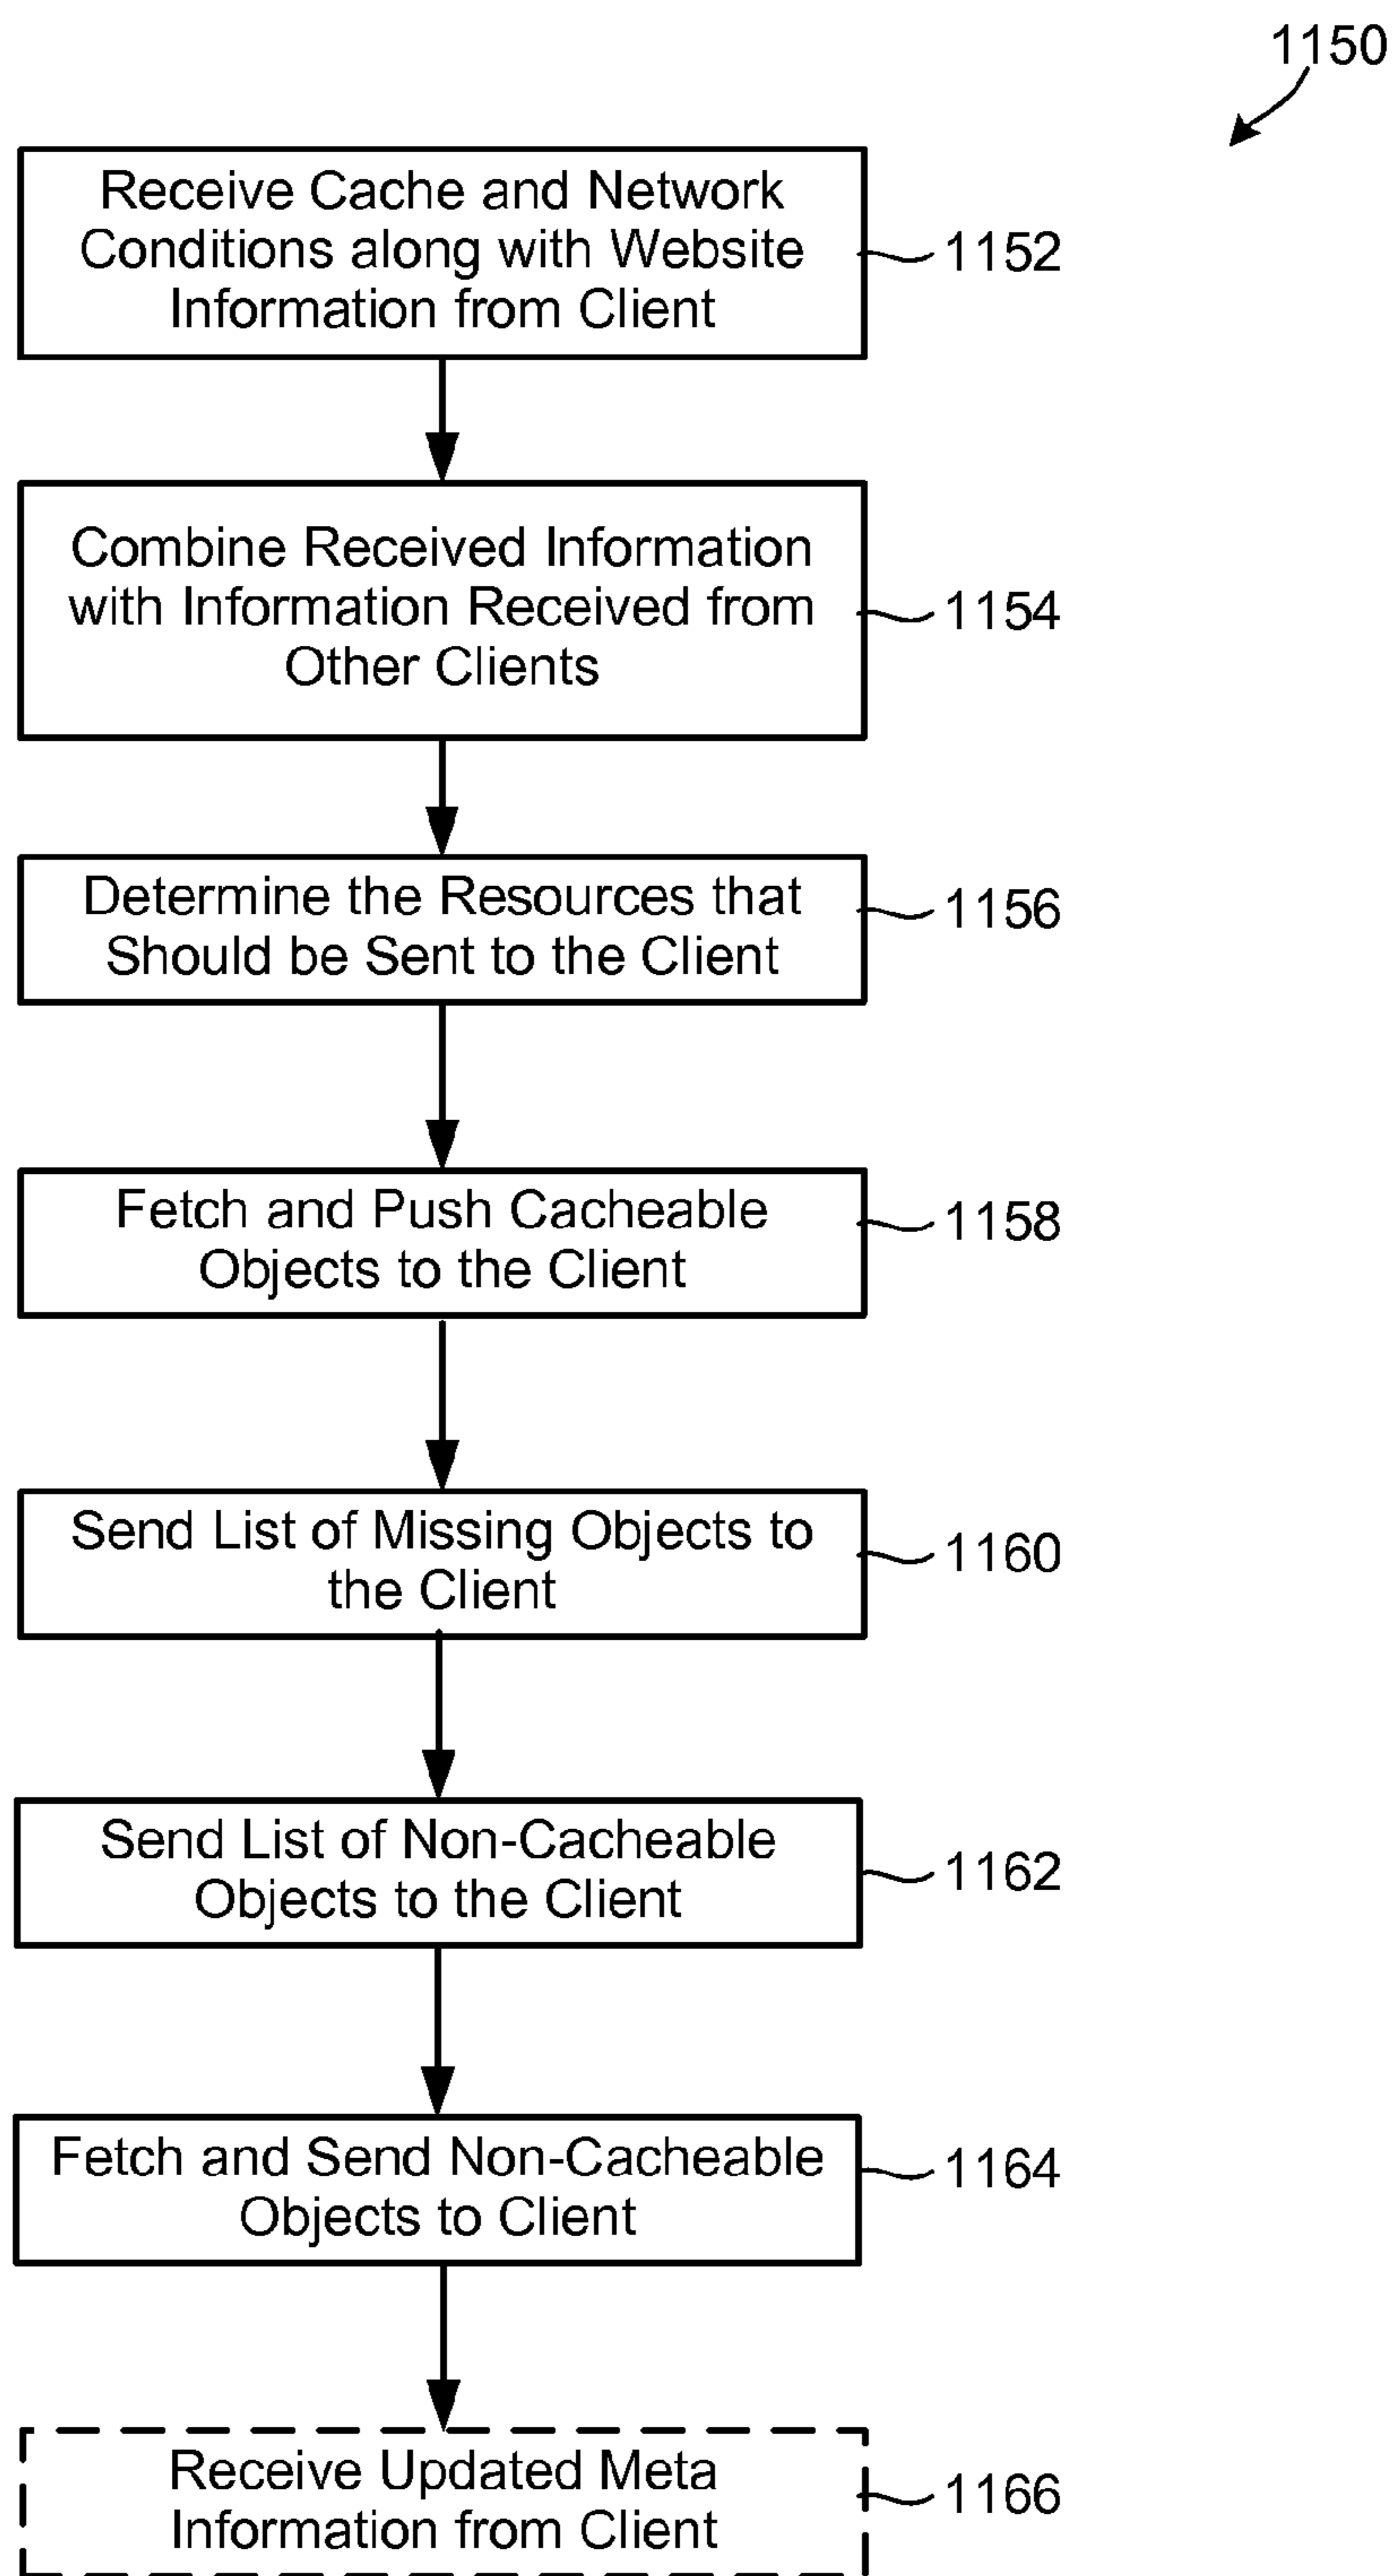 1150
Receive Cache and Network
Conditions along with Website
Information from Client
1152
Combine Received Information
with Information Received from
Other Clients
1154
Determine the Resources that
Should be Sent to the Client
1156
Fetch and Push Cacheable
Objects to the Client
1158
Send List of Missing Objects to
the Client
1160
Send List of Non-Cacheable
Objects to the Client
1162
Fetch and Send Non-Cacheable
Objects to Client
1164
Receive Updated Meta
Information from Client
1166